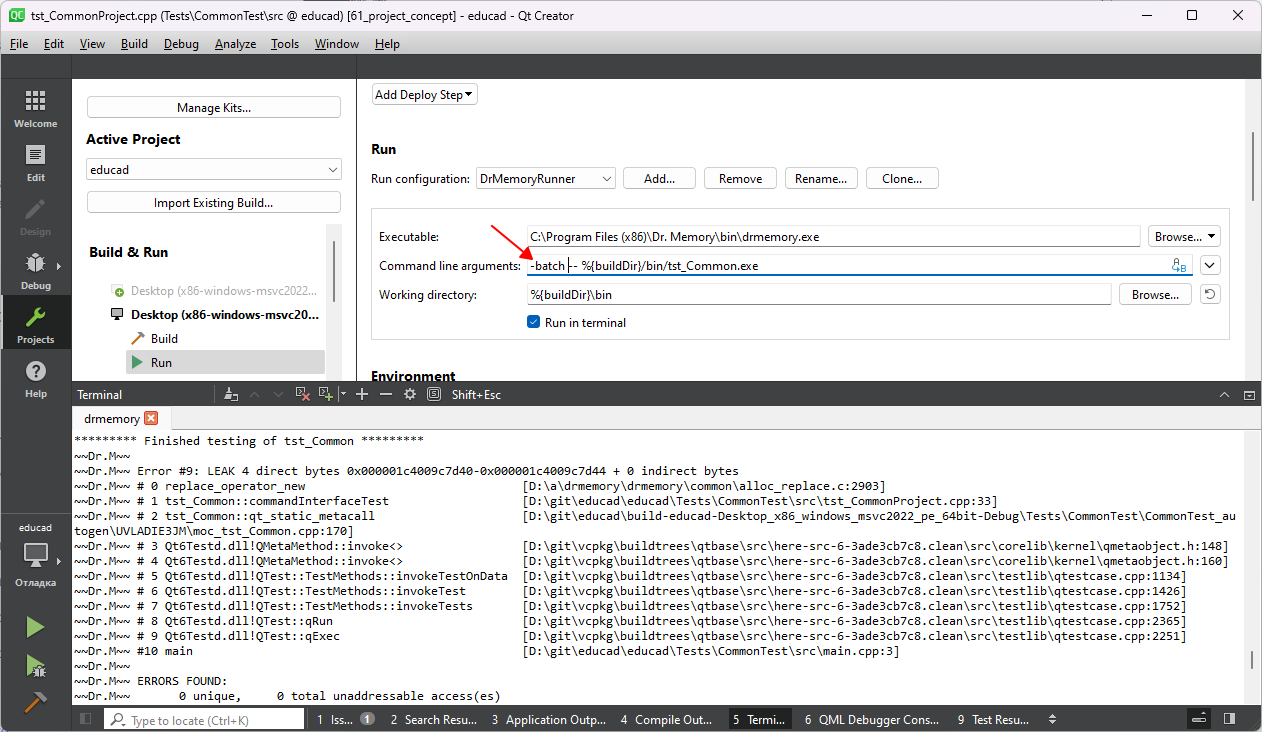 QC tst_CommonProject.cpp (Tests\CommonTest\src @ educad) [61_project_concept] - educad - Qt Creator
File Edit View Build Debug Analyze Tools Window Help
Welcome
Edit
Design
Debug
Projects
Help
educad
Отладка
Manage Kits...
Active Project
educad
Import Existing Build...
Build & Run
Desktop (x86-windows-msvc2022...
Desktop (x86-windows-msvc20...
Build
Run
Add Deploy Step
Run
Run configuration: DrMemoryRunner Add... Remove Rename... Clone...
Executable: C:\Program Files (x86)\Dr. Memory\bin\drmemory.exe Browse...
Command line arguments: -batch -- %{buildDir}/bin/tst_Common.exe
Working directory: %{buildDir}\bin Browse...
Run in terminal
Environment
Terminal Shift+Esc
drmemory
********* Finished testing of tst_Common *********
~~Dr.M~~
~~Dr.M~~ Error #9: LEAK 4 direct bytes 0x000001c4009c7d40-0x000001c4009c7d44 + 0 indirect bytes
~~Dr.M~~ # 0 replace_operator_new [D:\a\drmemory\drmemory\common\alloc_replace.c:2903]
~~Dr.M~~ # 1 tst_Common::commandInterfaceTest [D:\git\educad\educad\Tests\CommonTest\src\tst_CommonProject.cpp:33]
~~Dr.M~~ # 2 tst_Common::qt_static_metacall [D:\git\educad\build-educad-Desktop_x86_windows_msvc2022_pe_64bit-Debug\Tests\CommonTest\CommonTest_au
togen\UVLADIE3JM\moc_tst_Common.cpp:170]
~~Dr.M~~ # 3 Qt6Testd.dll!QMetaMethod::invoke<> [D:\git\vcpkg\buildtrees\qtbase\src\here-src-6-3ade3cb7c8.clean\src\corelib\kernel\qmetaobject.h:148]
~~Dr.M~~ # 4 Qt6Testd.dll!QMetaMethod::invoke<> [D:\git\vcpkg\buildtrees\qtbase\src\here-src-6-3ade3cb7c8.clean\src\corelib\kernel\qmetaobject.h:160]
~~Dr.M~~ # 5 Qt6Testd.dll!QTest::TestMethods::invokeTestOnData [D:\git\vcpkg\buildtrees\qtbase\src\here-src-6-3ade3cb7c8.clean\src\testlib\qtestcase.cpp:1134]
~~Dr.M~~ # 6 Qt6Testd.dll!QTest::TestMethods::invokeTest [D:\git\vcpkg\buildtrees\qtbase\src\here-src-6-3ade3cb7c8.clean\src\testlib\qtestcase.cpp:1426]
~~Dr.M~~ # 7 Qt6Testd.dll!QTest::TestMethods::invokeTests [D:\git\vcpkg\buildtrees\qtbase\src\here-src-6-3ade3cb7c8.clean\src\testlib\qtestcase.cpp:1752]
~~Dr.M~~ # 8 Qt6Testd.dll!QTest::qRun [D:\git\vcpkg\buildtrees\qtbase\src\here-src-6-3ade3cb7c8.clean\src\testlib\qtestcase.cpp:2365]
~~Dr.M~~ # 9 Qt6Testd.dll!QTest::qExec [D:\git\vcpkg\buildtrees\qtbase\src\here-src-6-3ade3cb7c8.clean\src\testlib\qtestcase.cpp:2251]
~~Dr.M~~ #10 main [D:\git\educad\educad\Tests\CommonTest\src\main.cpp:3]
~~Dr.M~~
~~Dr.M~~ ERRORS FOUND:
~~Dr.M~~ 0 unique, 0 total unaddressable access(es)
Type to locate (Ctrl+K) 1 Iss... 1 2 Search Resu... 3 Application Outp... 4 Compile Out... 5 Termi... 6 QML Debugger Cons... 9 Test Resu...